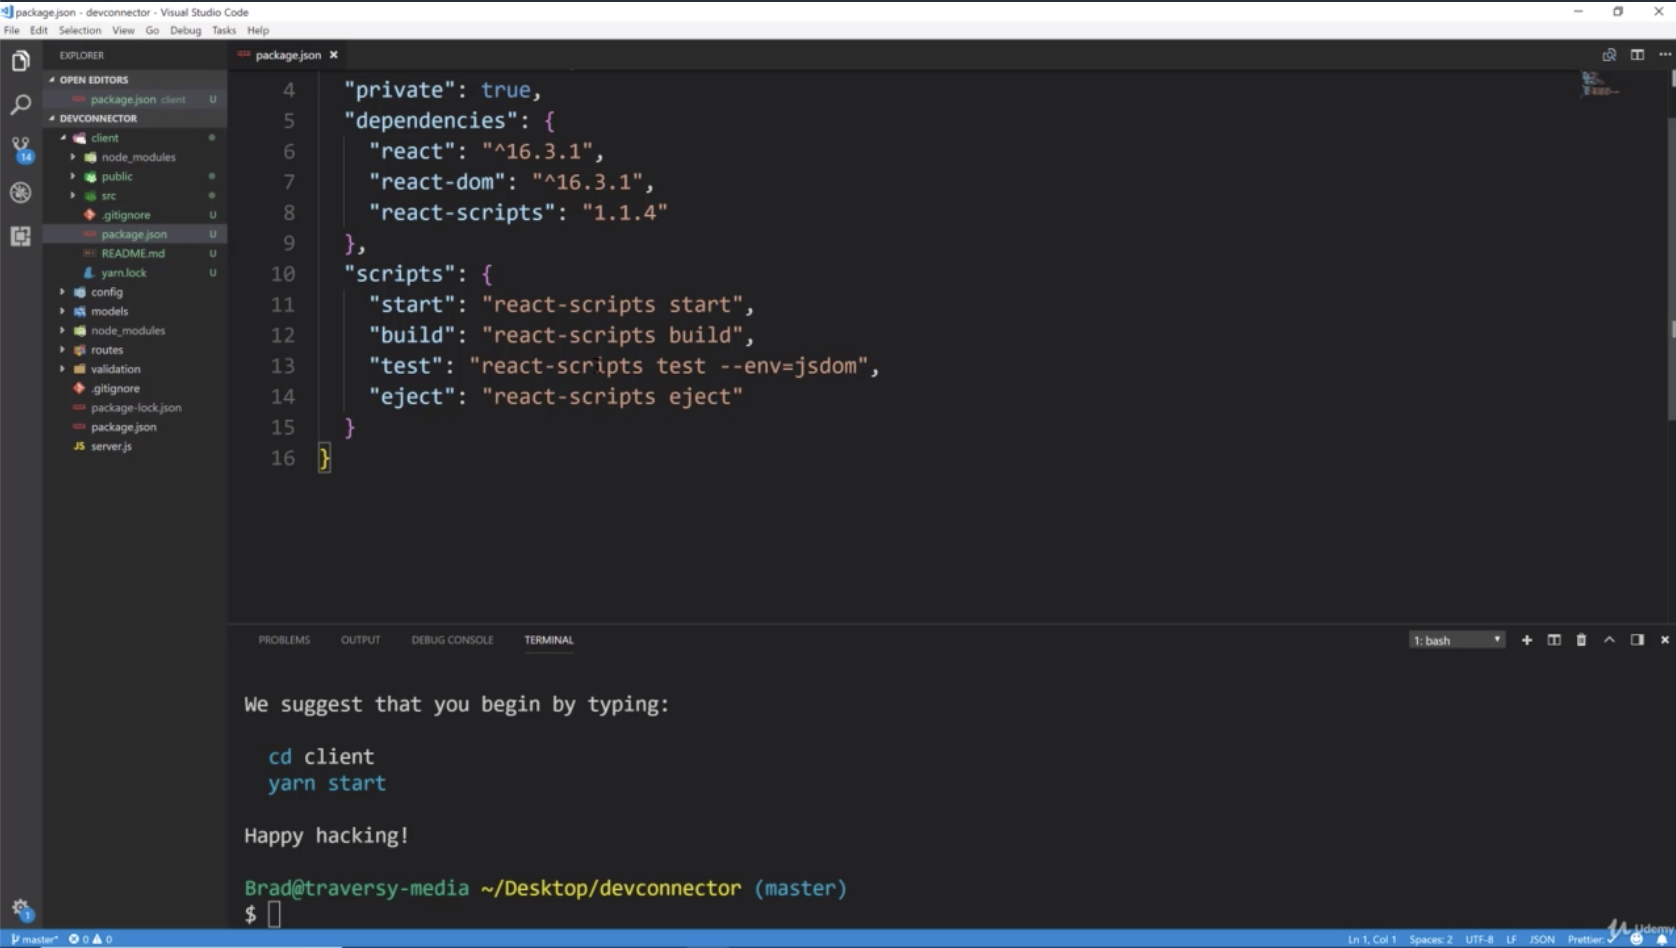 package.json - devconnector - Visual Studio Code
File Edit Selection View Go Debug Tasks Help
EXPLORER
OPEN EDITORS
package.json client U
DEVCONNECTOR
client
node_modules
public
src
.gitignore U
package.json U
README.md U
yarn.lock U
config
models
node_modules
routes
validation
.gitignore
package-lock.json
package.json
JS server.js
14
1
package.json ×
4 "private": true,
5 "dependencies": {
6 "react": "^16.3.1",
7 "react-dom": "^16.3.1",
8 "react-scripts": "1.1.4"
9 },
10 "scripts": {
11 "start": "react-scripts start",
12 "build": "react-scripts build",
13 "test": "react-scripts test --env=jsdom",
14 "eject": "react-scripts eject"
15 }
16 }
PROBLEMS OUTPUT DEBUG CONSOLE TERMINAL 1: bash
We suggest that you begin by typing:
cd client
yarn start
Happy hacking!
Brad@traversy-media ~/Desktop/devconnector (master)
$
master* 0 0 Ln 1, Col 1 Spaces: 2 UTF-8 LF JSON Prettier: ✓
Udemy